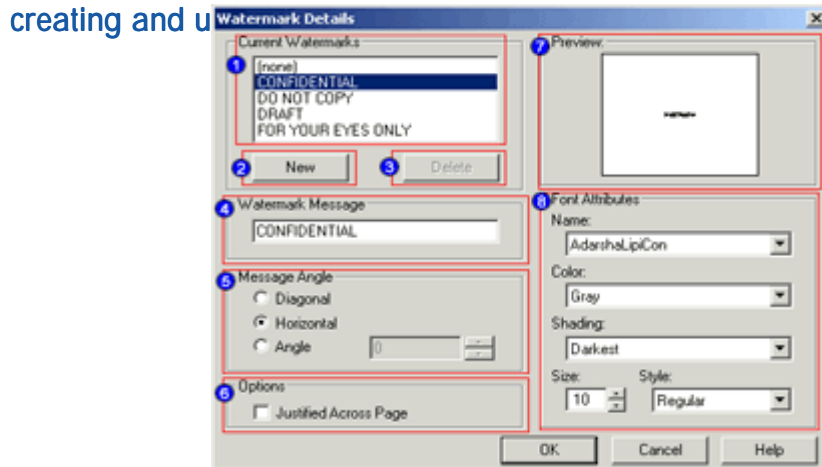 creating and u
Watermark Details
1
Current Watermarks
(none)
CONFIDENTIAL
DO NOT COPY
DRAFT
FOR YOUR EYES ONLY
2 New
3 Delete
4 Watermark Message
CONFIDENTIAL
5 Message Angle
Diagonal
Horizontal
Angle 0
6 Options
Justified Across Page
7 Preview:
8 Font Attributes
Name:
AdarshaLipiCon
Color:
Gray
Shading:
Darkest
Size: Style:
10 Regular
OK Cancel Help